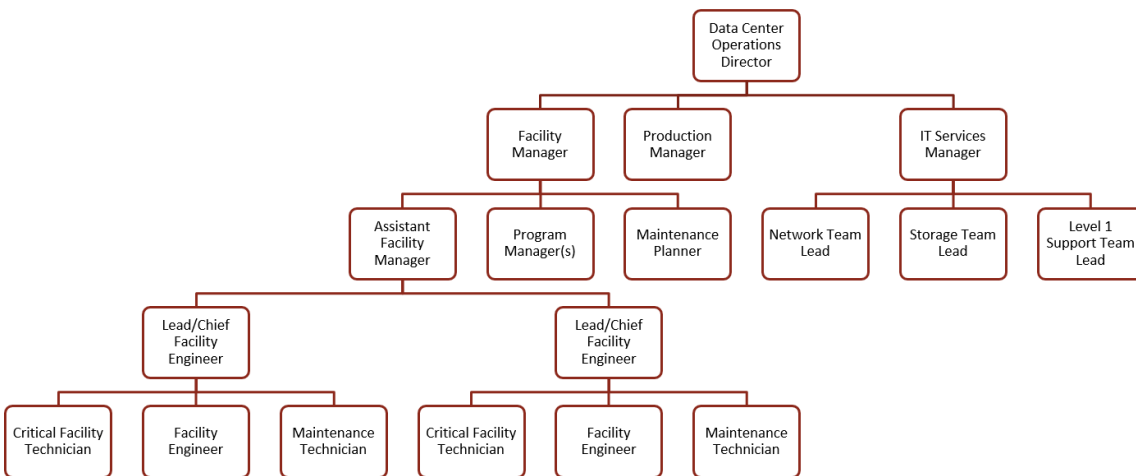 Data Center
Operations
Director
Facility
Manager
Production
Manager
IT Services
Manager
Assistant
Facility
Manager
Program
Manager(s)
Maintenance
Planner
Network Team
Lead
Storage Team
Lead
Level 1
Support Team
Lead
Lead/Chief
Facility
Engineer
Lead/Chief
Facility
Engineer
Critical Facility
Technician
Facility
Engineer
Maintenance
Technician
Critical Facility
Technician
Facility
Engineer
Maintenance
Technician